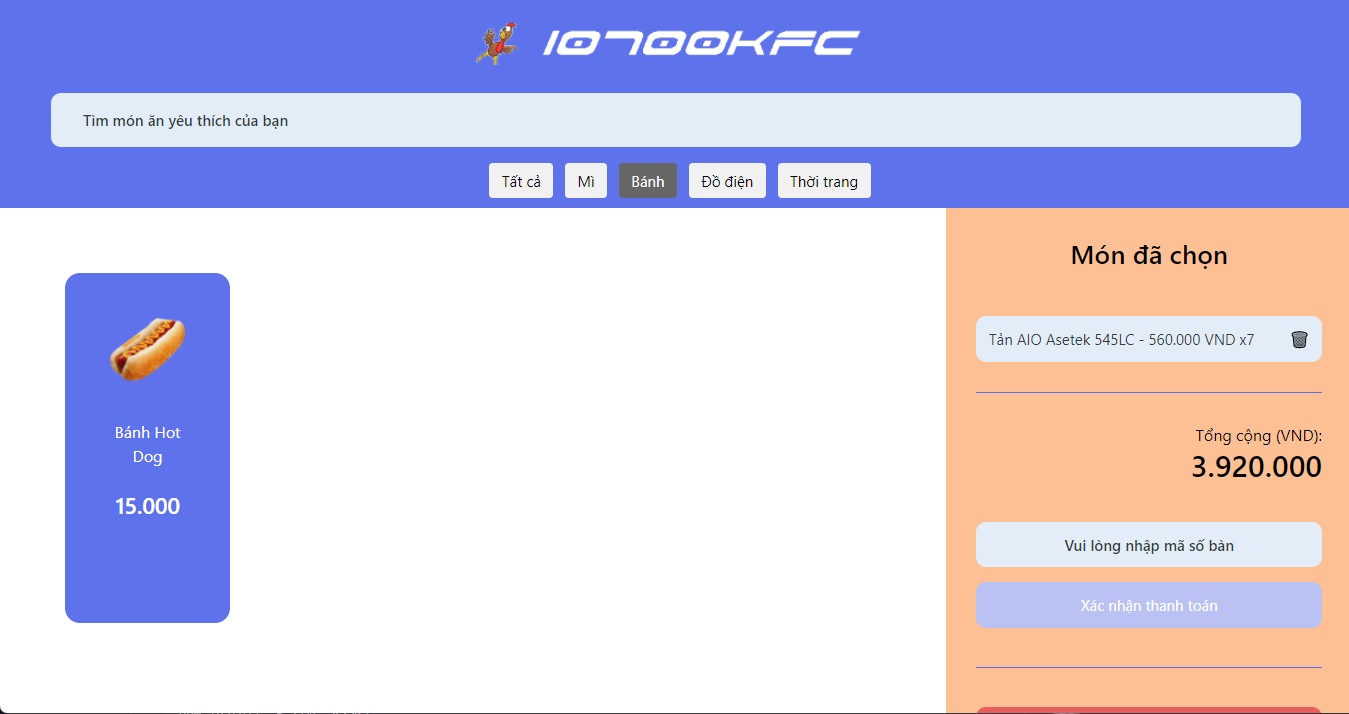 10700KFC
Tìm món ăn yêu thích của bạn
Tất cả
Mì
Bánh
Đồ điện
Thời trang
Bánh Hot
Dog
15.000
Món đã chọn
Tản AIO Asetek 545LC - 560.000 VND x7
Tổng cộng (VND):
3.920.000
Vui lòng nhập mã số bàn
Xác nhận thanh toán